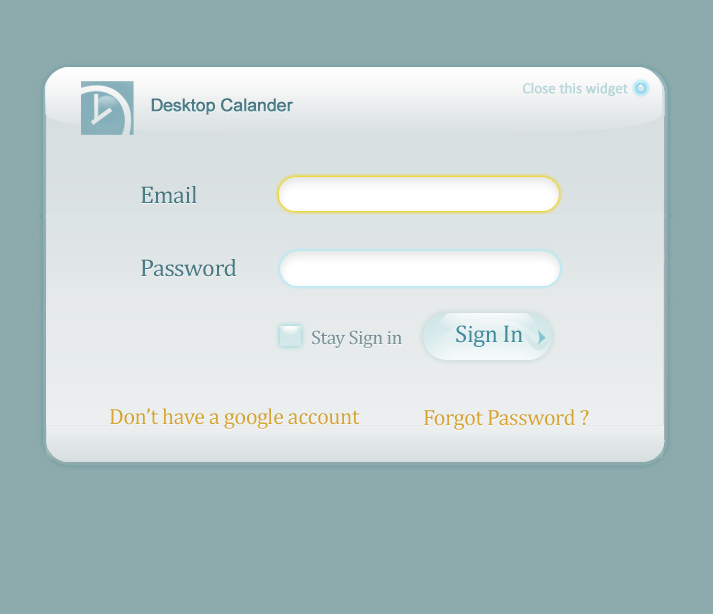 Close this widget
Desktop Calander
Email
Password
Stay Sign in
Sign In
Don't have a google account
Forgot Password ?